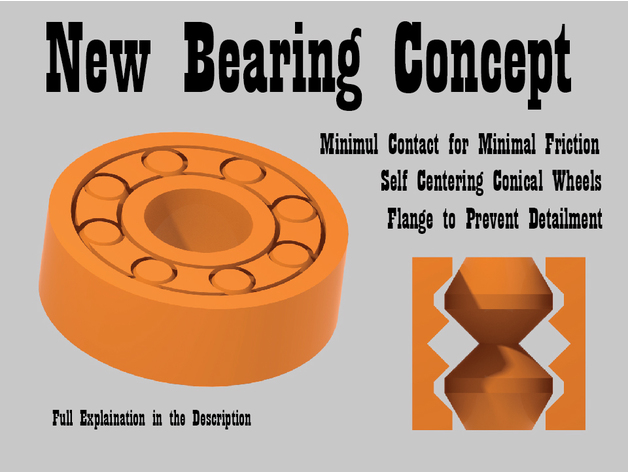 New Bearing Concept
Minimul Contact for Minimal Friction
Self Centering Conical Wheels
Flange to Prevent Detailment
Full Explaination in the Description